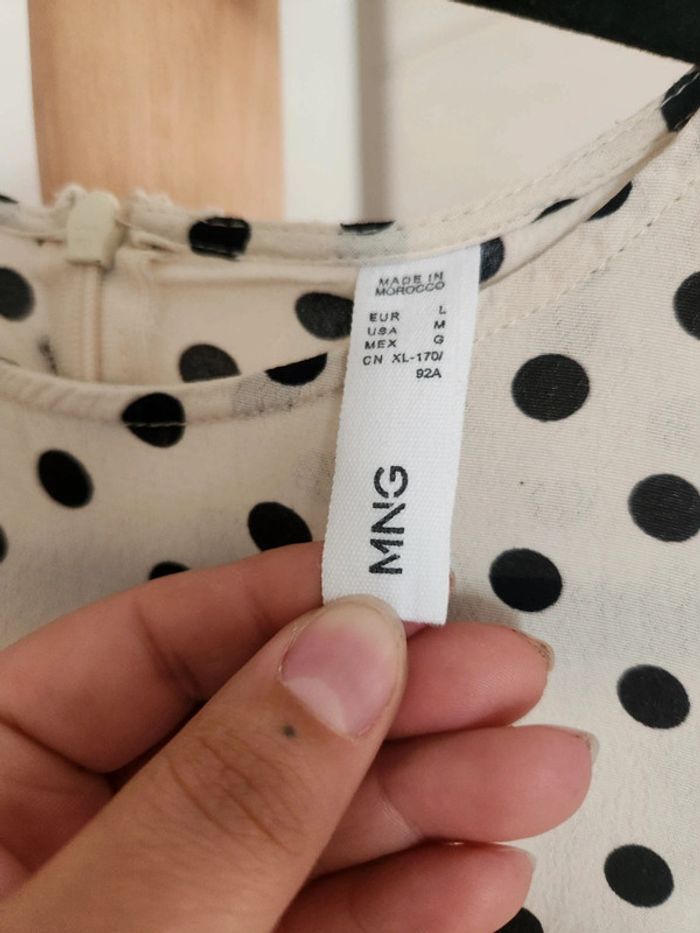 MADE IN
MOROCCO
EUR L
USA M
MEX G
CN XL-170/
92A
MNG